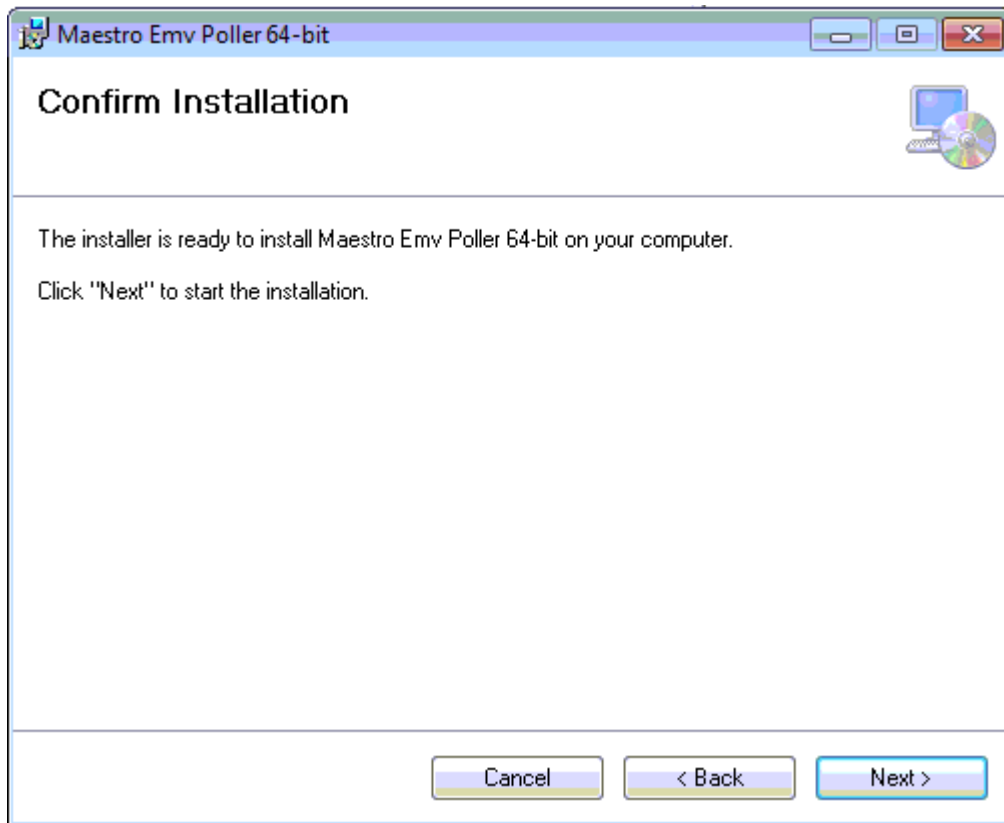 Maestro Emv Poller 64-bit
Confirm Installation
The installer is ready to install Maestro Emv Poller 64-bit on your computer.
Click "Next" to start the installation.
Cancel
< Back
Next >